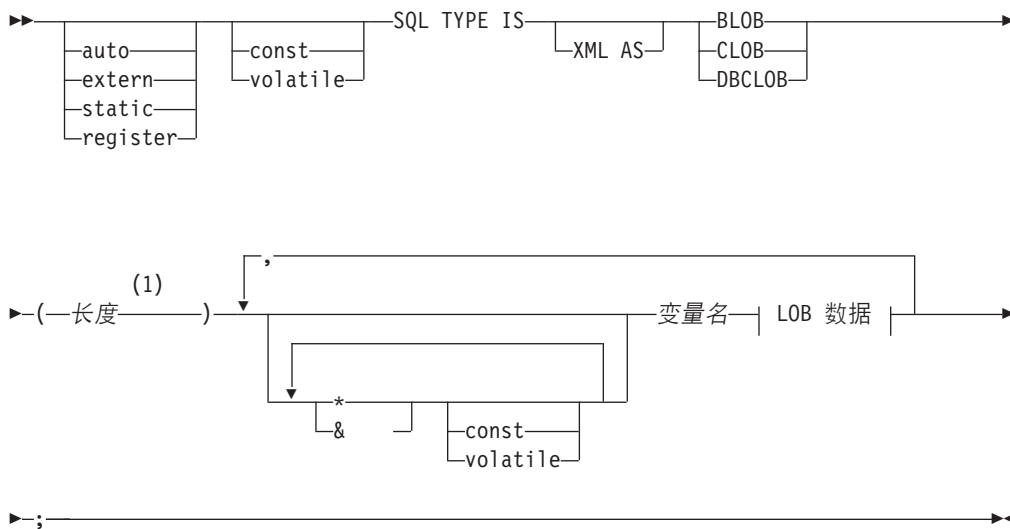 SQL TYPE IS BLOB
auto const XML AS CLOB
extern volatile DBCLOB
static
register
,
(1)
( 长度 ) 变量名 LOB 数据
*
& const
volatile
;